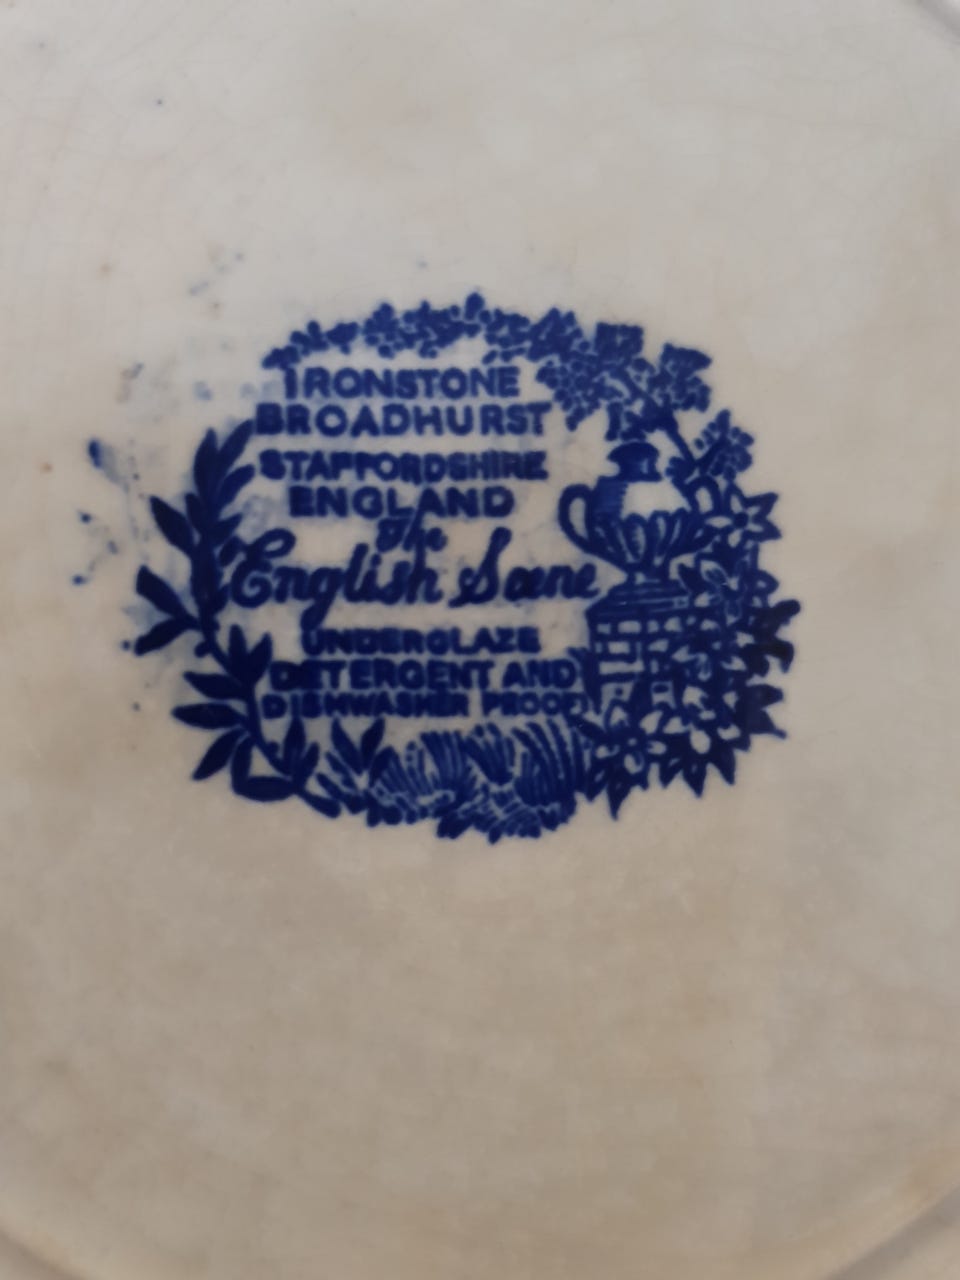 IRONSTONE
BROADHURST
STAFFORDSHIRE
ENGLAND
The
English Scene
UNDERGLAZE
DETERGENT AND
DISHWASHER PROOF